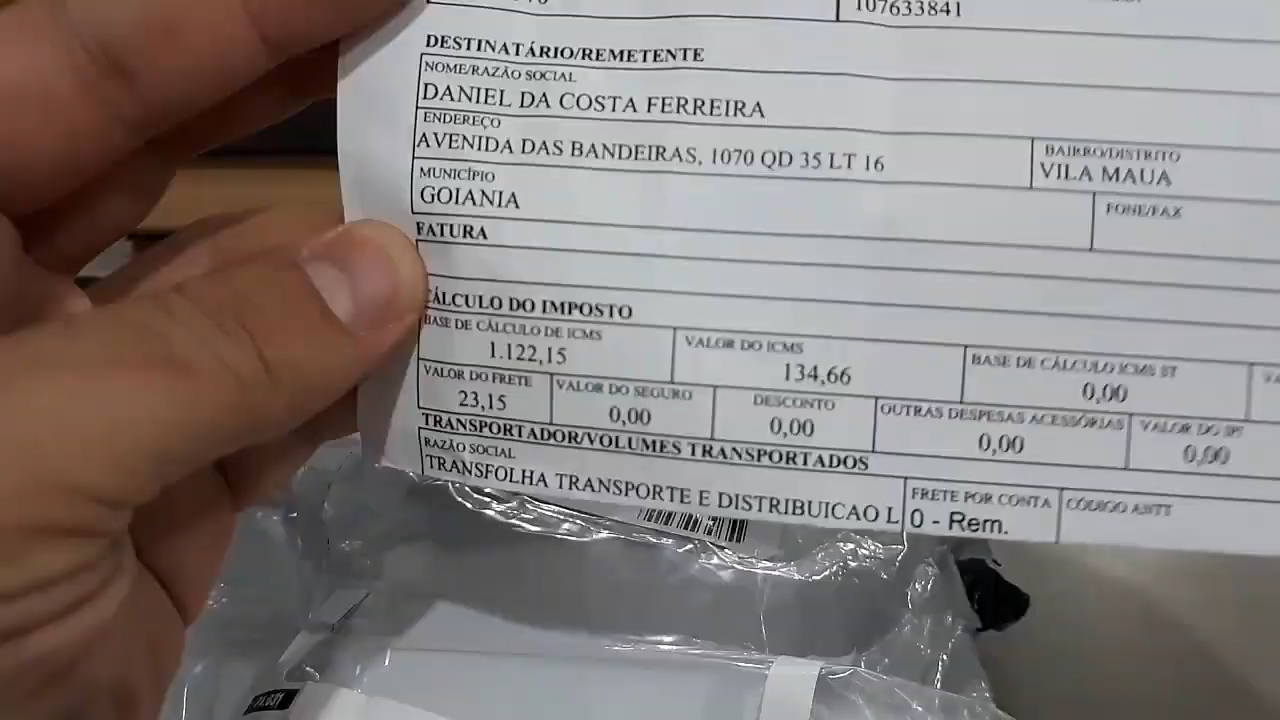 107633841
DESTINATÁRIO/REMETENTE
NOME/RAZÃO SOCIAL
DANIEL DA COSTA FERREIRA
ENDEREÇO
AVENIDA DAS BANDEIRAS, 1070 QD 35 LT 16
BAIRRO/DISTRITO
VILA MAUA
MUNICÍPIO
GOIANIA
FONE/FAX
FATURA
CÁLCULO DO IMPOSTO
BASE DE CÁLCULO DE ICMS
1.122,15
VALOR DO ICMS
134,66
BASE DE CÁLCULO ICMS ST
0,00
VALOR DO FRETE
23,15
VALOR DO SEGURO
0,00
DESCONTO
0,00
OUTRAS DESPESAS ACESSÓRIAS
0,00
VALOR DO IPI
0,00
TRANSPORTADOR/VOLUMES TRANSPORTADOS
RAZÃO SOCIAL
TRANSFOLHA TRANSPORTE E DISTRIBUICAO L
FRETE POR CONTA
0 - Rem.
CÓDIGO ANTT